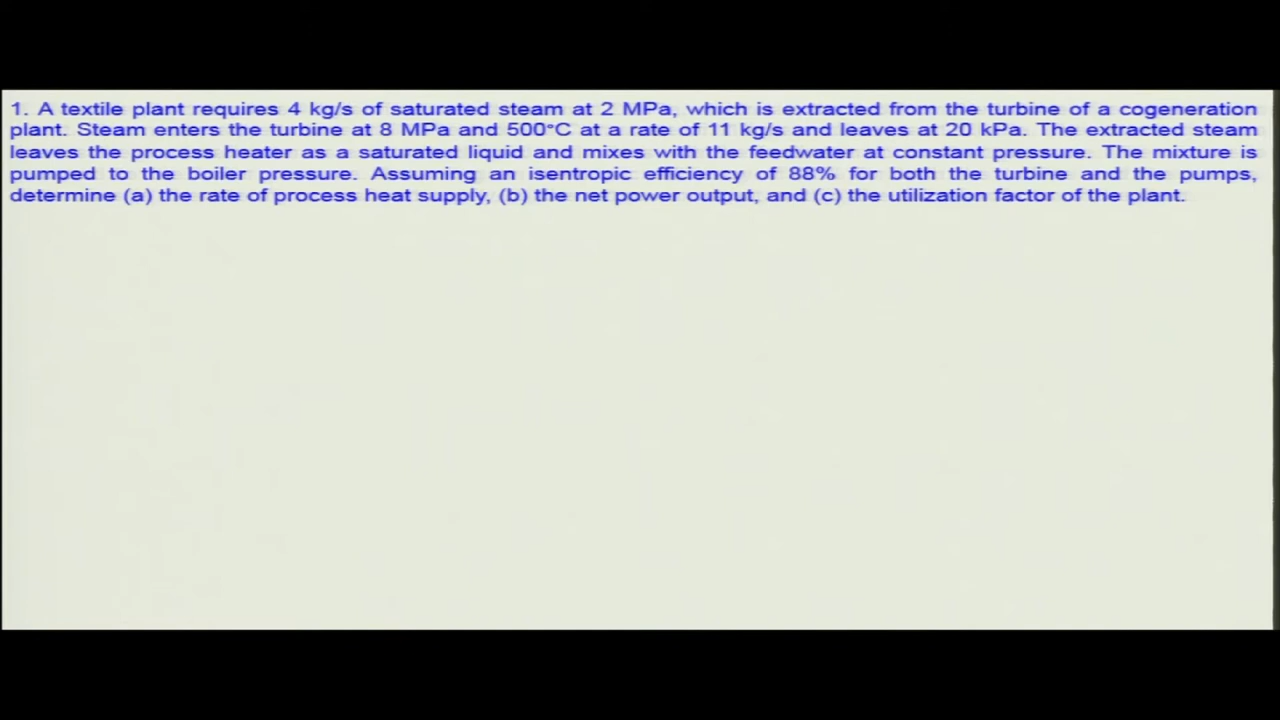 1. A textile plant requires 4 kg/s of saturated steam at 2 MPa, which is extracted from the turbine of a cogeneration
plant. Steam enters the turbine at 8 MPa and 500°C at a rate of 11 kg/s and leaves at 20 kPa. The extracted steam
leaves the process heater as a saturated liquid and mixes with the feedwater at constant pressure. The mixture is
pumped to the boiler pressure. Assuming an isentropic efficiency of 88% for both the turbine and the pumps,
determine (a) the rate of process heat supply, (b) the net power output, and (c) the utilization factor of the plant.